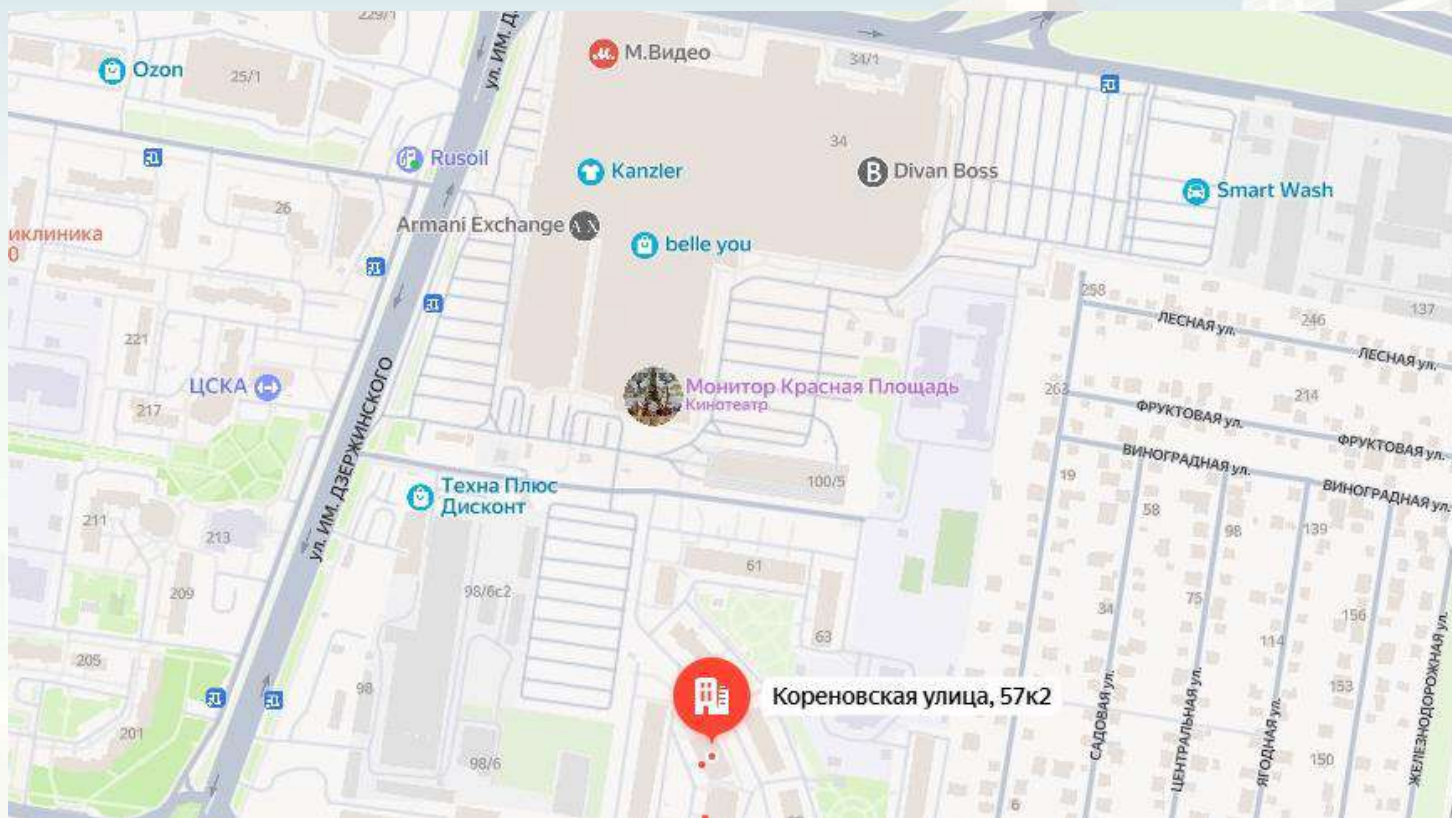 229/1
ул. ИМ. Д
М.Видео
34/1
Ozon
25/1
34
Rusoil
Kanzler
Divan Boss
Smart Wash
26
Armani Exchange
иклиника
0
belle you
258
ЛЕСНАЯ ул.
246
137
ЛЕСНАЯ ул.
221
ЦСКА
217
Монитор Красная Площадь
Кинотеатр
263
214
ФРУКТОВАЯ ул.
ФРУКТОВАЯ ул.
ВИНОГРАДНАЯ ул.
ВИНОГРАДНАЯ ул.
ул. ИМ. ДЗЕРЖИНСКОГО
Техна Плюс
Дисконт
100/5
19
58
98
139
211
213
209
98/6с2
61
63
34
75
114
156
205
98
Кореновская улица, 57к2
153
201
98/6
150
6
САДОВАЯ ул.
ЦЕНТРАЛЬНАЯ ул.
ЯГОДНАЯ ул.
ЖЕЛЕЗНОДОРОЖНАЯ ул.